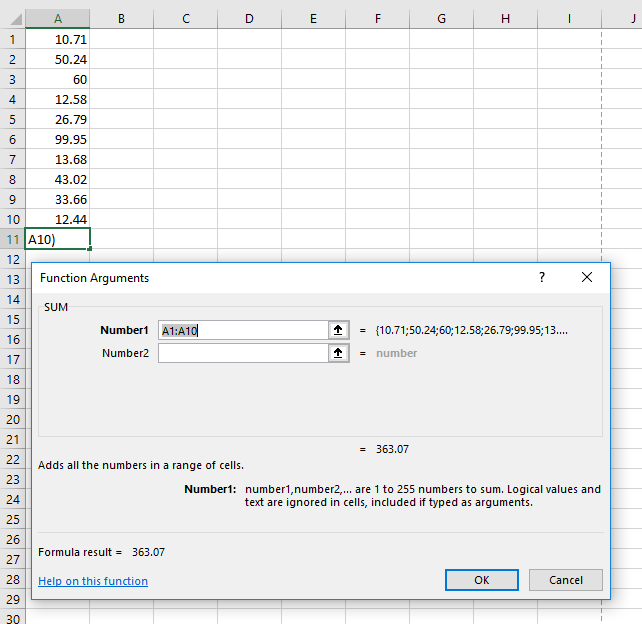 A B C D E F G H I J
1 10.71
2 50.24
3 60
4 12.58
5 26.79
6 99.95
7 13.68
8 43.02
9 33.66
10 12.44
11 A10)
12
13 Function Arguments ? ×
14
15 SUM
16 Number1 A1:A10 = {10.71;50.24;60;12.58;26.79;99.95;13....
17 Number2 = number
18
19
20
21
22 = 363.07
23 Adds all the numbers in a range of cells.
24 Number1: number1,number2,... are 1 to 255 numbers to sum. Logical values and
25 text are ignored in cells, included if typed as arguments.
26
27 Formula result = 363.07
28 Help on this function OK Cancel
29
30